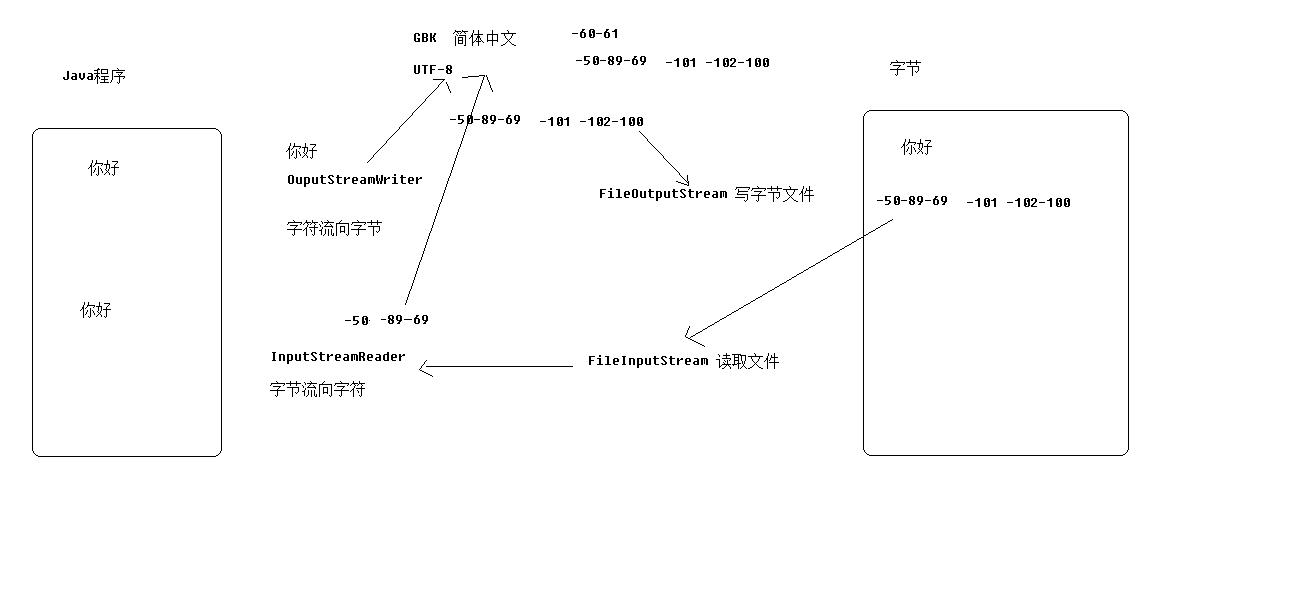 GBK 简体中文 -60-61
-50-89-69 -101 -102-100
UTF-8
Java程序
字节
-50-89-69 -101 -102-100
你好
你好
OuputStreamWriter
字符流向字节
FileOutputStream 写字节文件
你好
-50-89-69 -101 -102-100
你好
-50 -89-69
InputStreamReader
字节流向字符
FileInputStream 读取文件